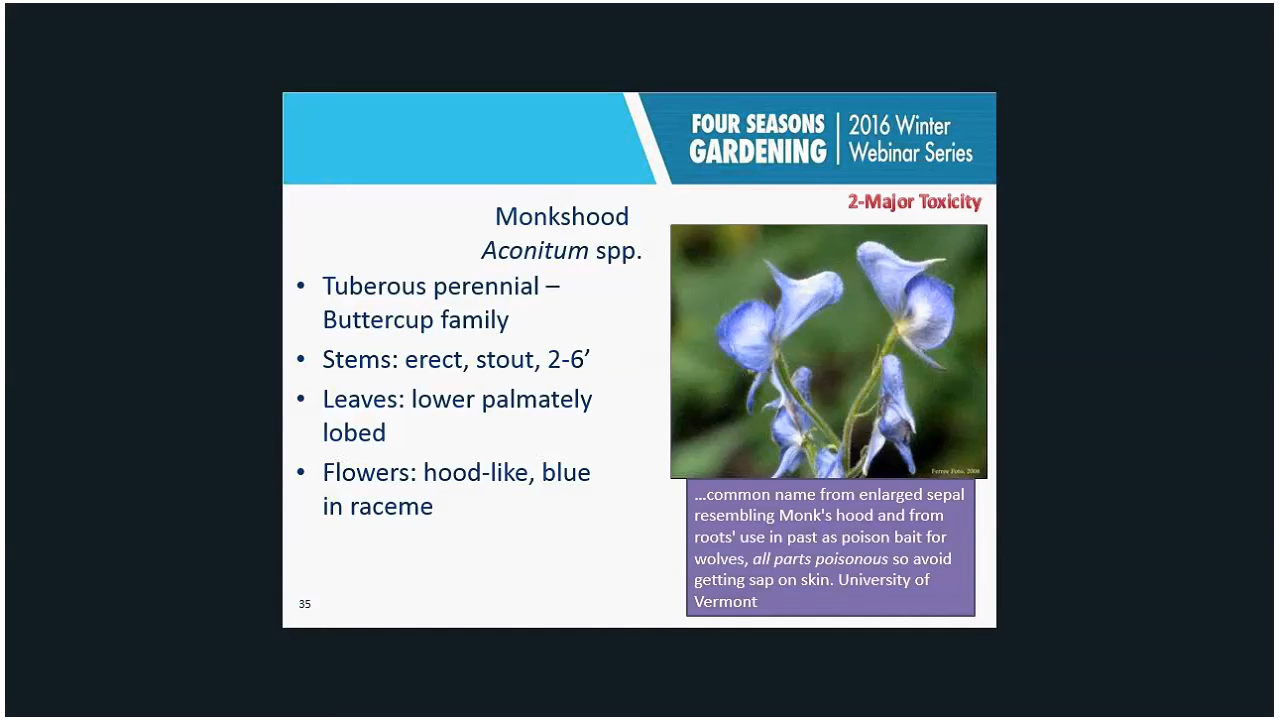 FOUR SEASONS
GARDENING
2016 Winter
Webinar Series
2-Major Toxicity
Monkshood
Aconitum spp.
• Tuberous perennial –
Buttercup family
• Stems: erect, stout, 2-6’
• Leaves: lower palmately
lobed
• Flowers: hood-like, blue
in raceme
Ferree Foto, 2008
...common name from enlarged sepal
resembling Monk's hood and from
roots' use in past as poison bait for
wolves, all parts poisonous so avoid
getting sap on skin. University of
Vermont
35